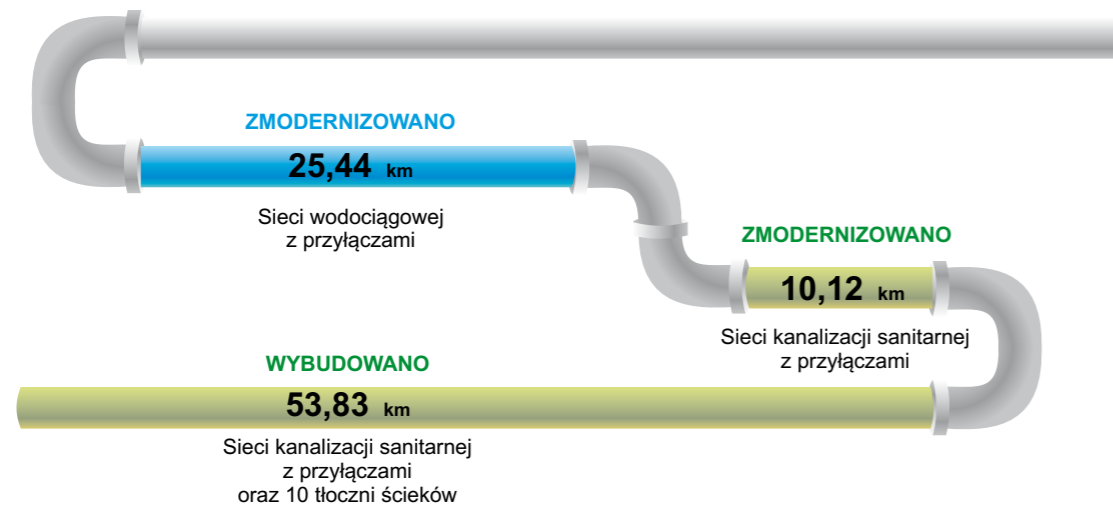 ZMODERNIZOWANO
25,44 km
Sieci wodociągowej
z przyłączami
ZMODERNIZOWANO
10,12 km
Sieci kanalizacji sanitarnej
z przyłączami
WYBUDOWANO
53,83 km
Sieci kanalizacji sanitarnej
z przyłączami
oraz 10 tłoczni ścieków